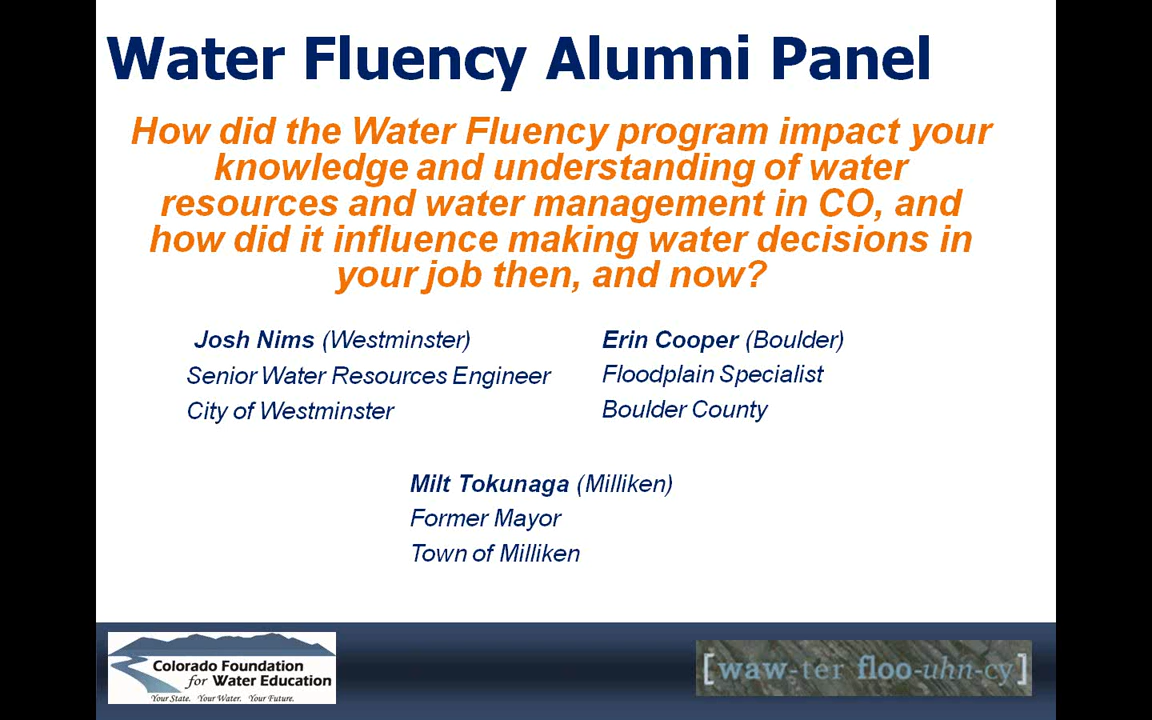 Water Fluency Alumni Panel
How did the Water Fluency program impact your
knowledge and understanding of water
resources and water management in CO, and
how did it influence making water decisions in
your job then, and now?
Josh Nims (Westminster)
Senior Water Resources Engineer
City of Westminster
Erin Cooper (Boulder)
Floodplain Specialist
Boulder County
Milt Tokunaga (Milliken)
Former Mayor
Town of Milliken
Colorado Foundation
for Water Education
Your State. Your Water. Your Future.
[waw-ter floo-uhn-cy]